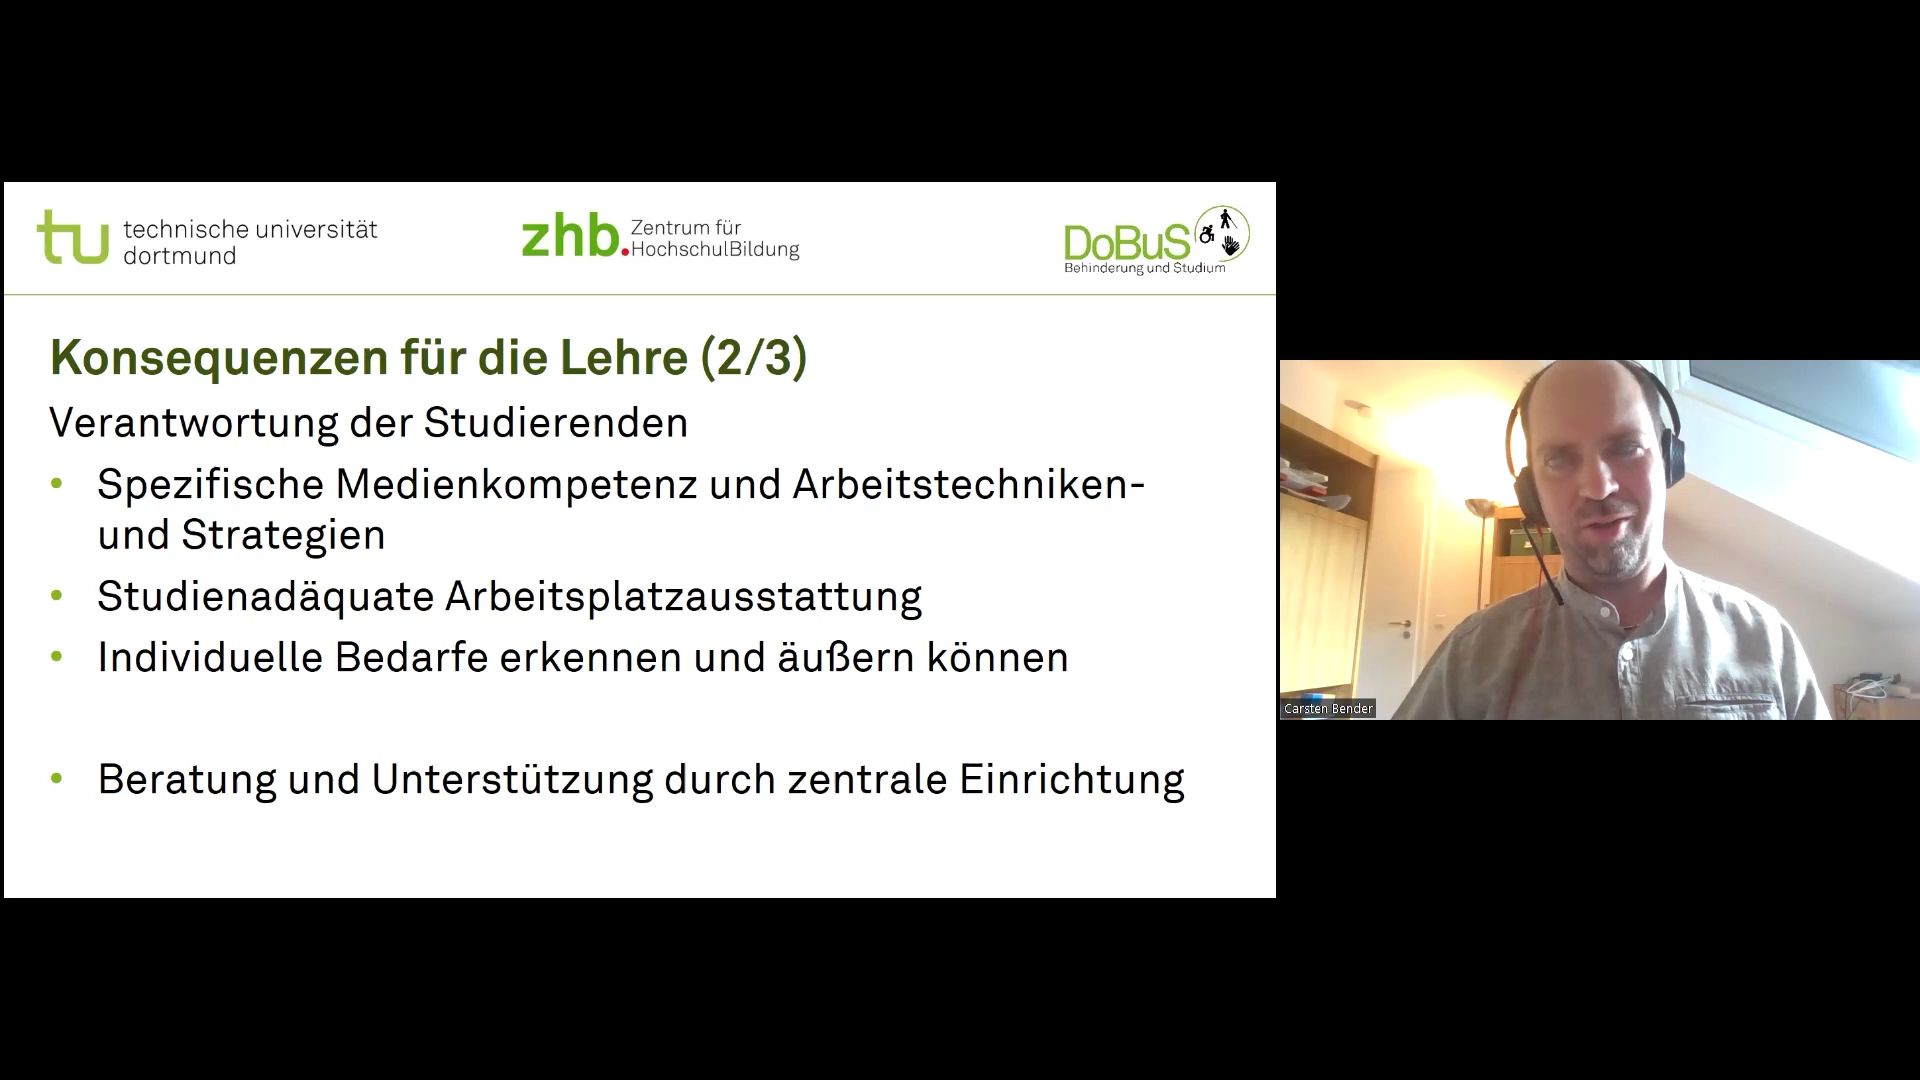 tu technische universität
dortmund
zhb. Zentrum für
HochschulBildung
DoBuS
Behinderung und Studium
Konsequenzen für die Lehre (2/3)
Verantwortung der Studierenden
• Spezifische Medienkompetenz und Arbeitstechniken-
und Strategien
• Studienadäquate Arbeitsplatzausstattung
• Individuelle Bedarfe erkennen und äußern können
• Beratung und Unterstützung durch zentrale Einrichtung
Carsten Bender